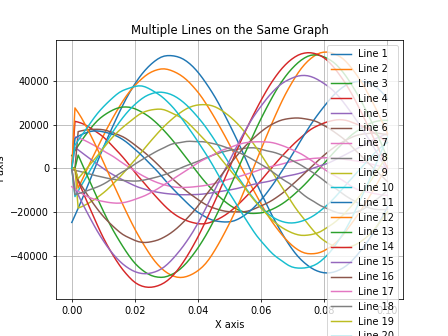 Multiple Lines on the Same Graph
40000
20000
0
−20000
−40000
axis
0.00
0.02
0.04
0.06
X axis
Line 1
Line 2
Line 3
Line 4
Line 5
Line 6
Line 7
Line 8
Line 9
Line 10
Line 11
Line 12
Line 13
Line 14
Line 15
Line 16
Line 17
Line 18
Line 19
Line 20